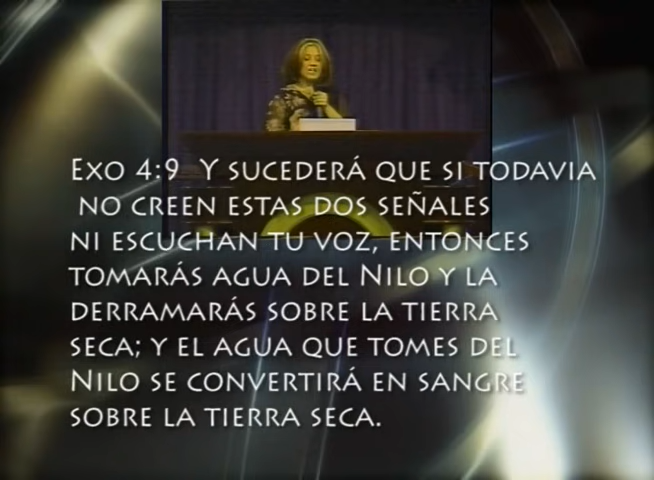 Exo 4:9 Y sucederá que si todavia
no creen estas dos señales
ni escuchan tu voz, entonces
tomarás agua del Nilo y la
derramarás sobre la tierra
seca; y el agua que tomes del
Nilo se convertirá en sangre
sobre la tierra seca.